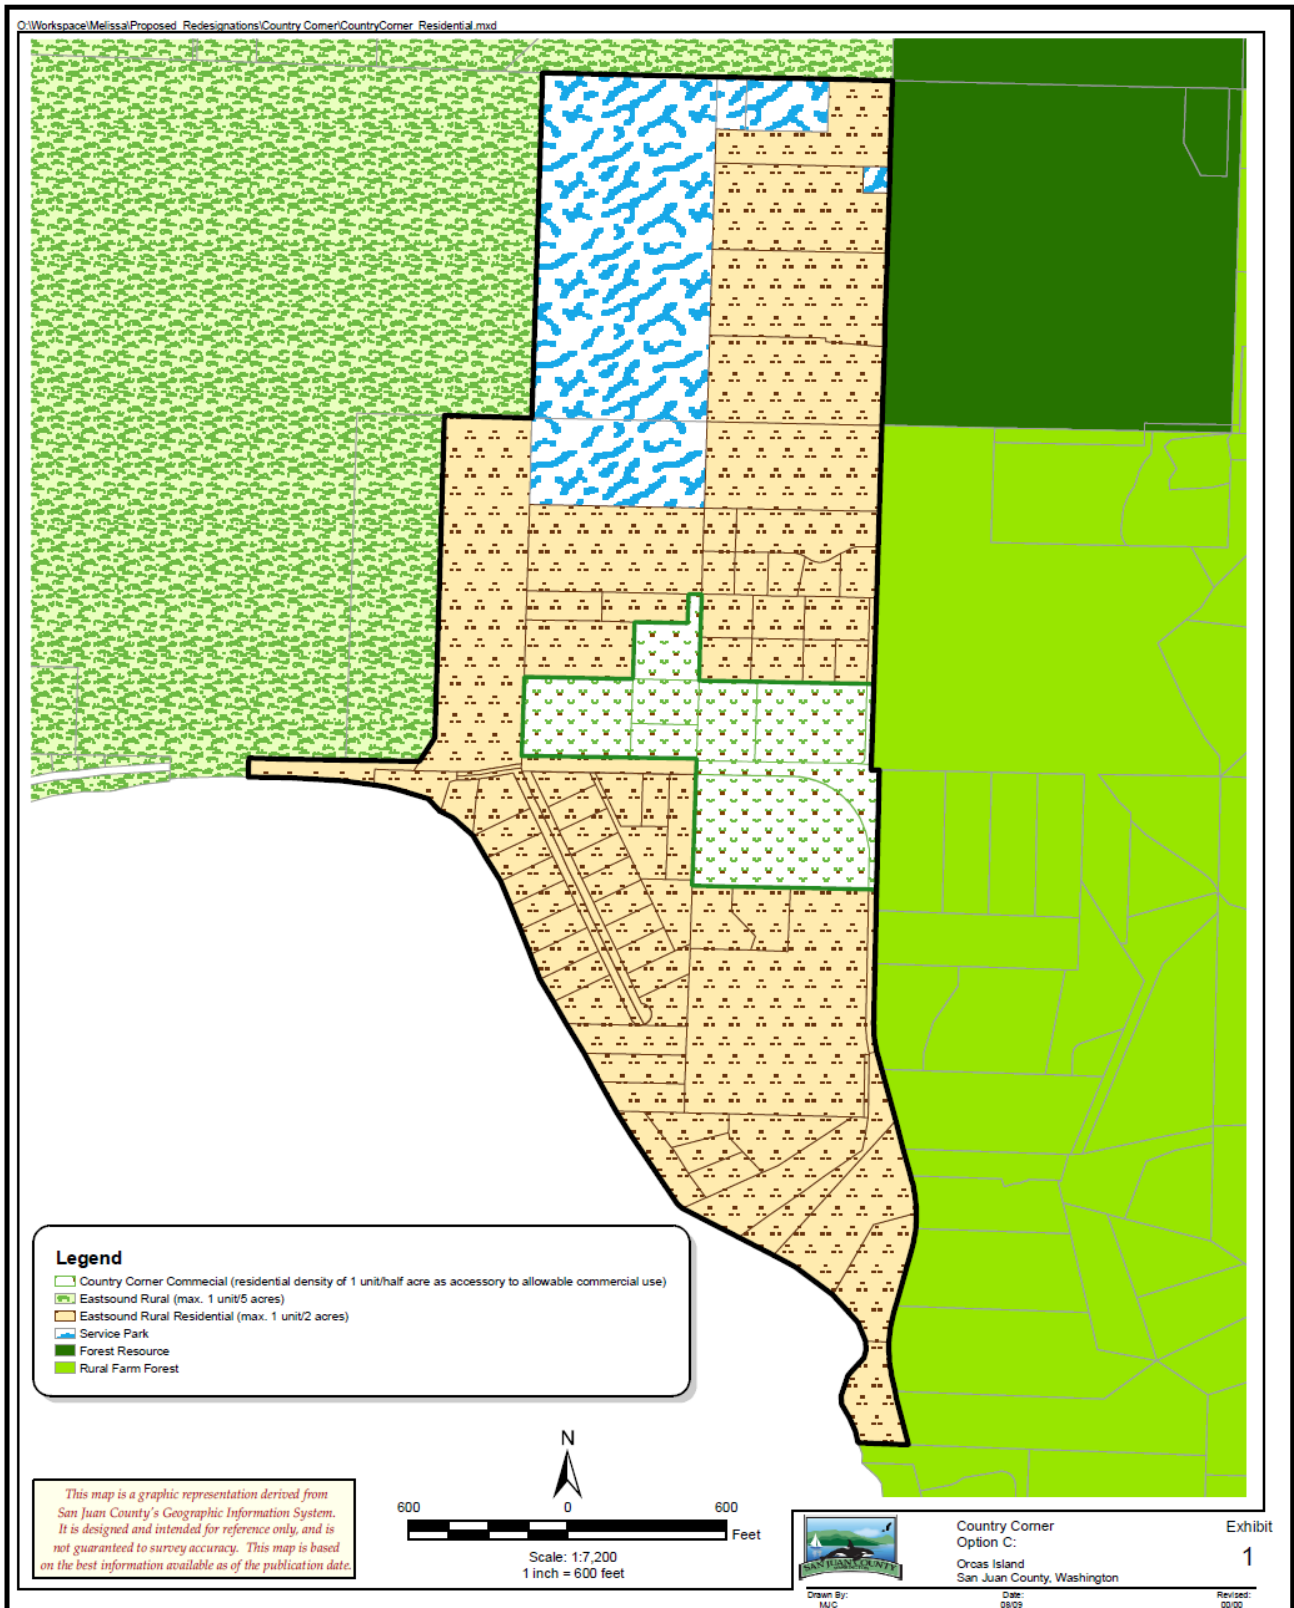 O:\Workspace\Melissa\Proposed_Redesignations\Country Corner\CountryCorner_Residential.mxd
Legend
Country Corner Commecial (residential density of 1 unit/half acre as accessory to allowable commercial use)
Eastsound Rural (max. 1 unit/5 acres)
Eastsound Rural Residential (max. 1 unit/2 acres)
Service Park
Forest Resource
Rural Farm Forest
This map is a graphic representation derived from
San Juan County's Geographic Information System.
It is designed and intended for reference only, and is
not guaranteed to survey accuracy. This map is based
on the best information available as of the publication date.
N
600 0 600
Feet
Scale: 1:7,200
1 inch = 600 feet
SAN JUAN COUNTY
WASHINGTON
Country Corner
Option C:
Orcas Island
San Juan County, Washington
Exhibit
1
Drawn By:
MJC
Date:
08/09
Revised:
00/00